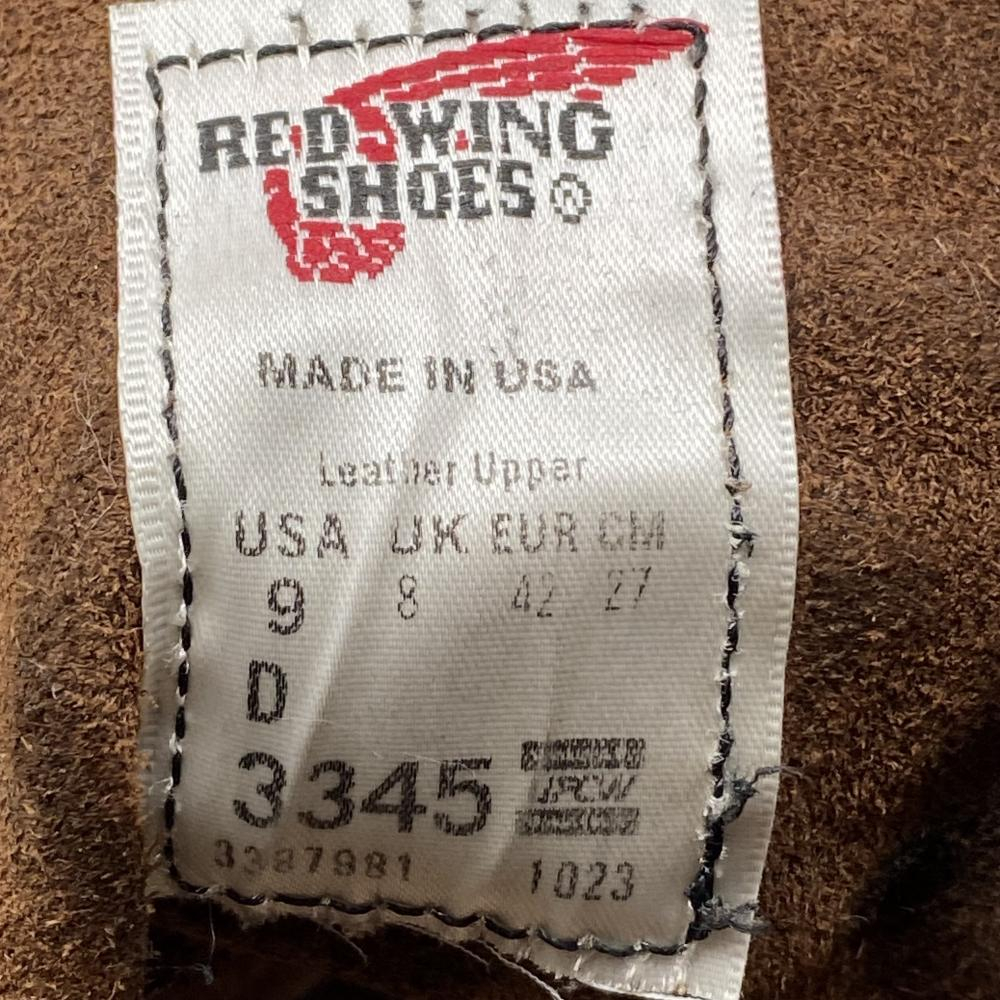 RED WING
SHOES®
MADE IN USA
Leather Upper
USA UK EUR CM
9 8 42 27
D
3345
3387981 1023